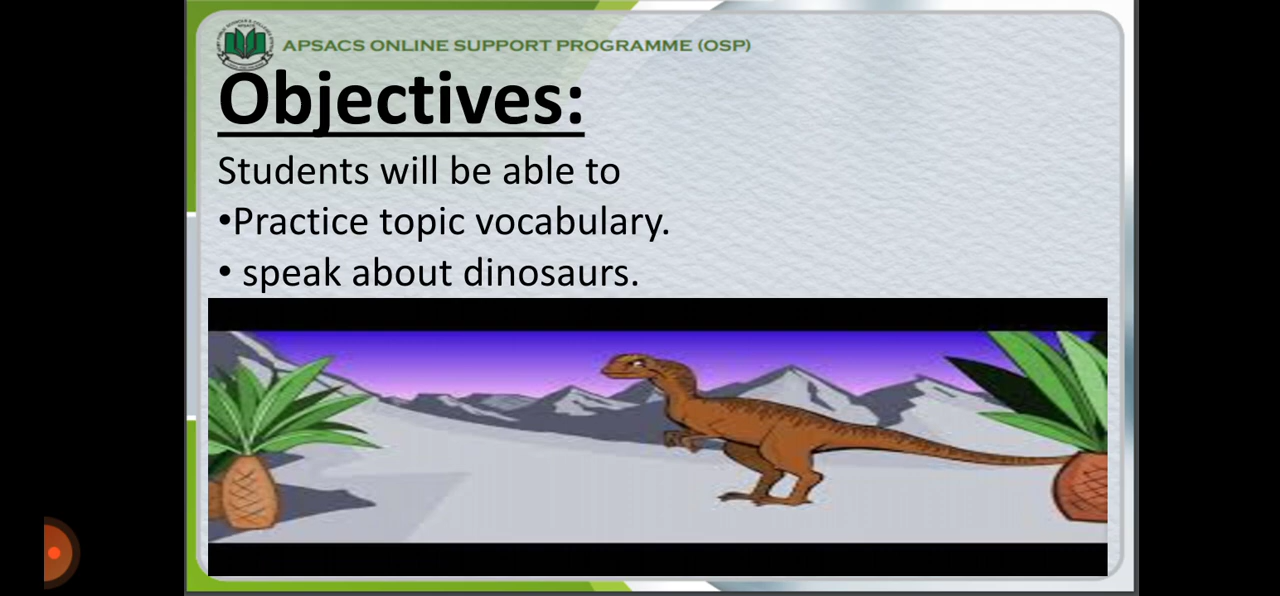 APSACS ONLINE SUPPORT PROGRAMME (OSP)
Objectives:
Students will be able to
•Practice topic vocabulary.
• speak about dinosaurs.